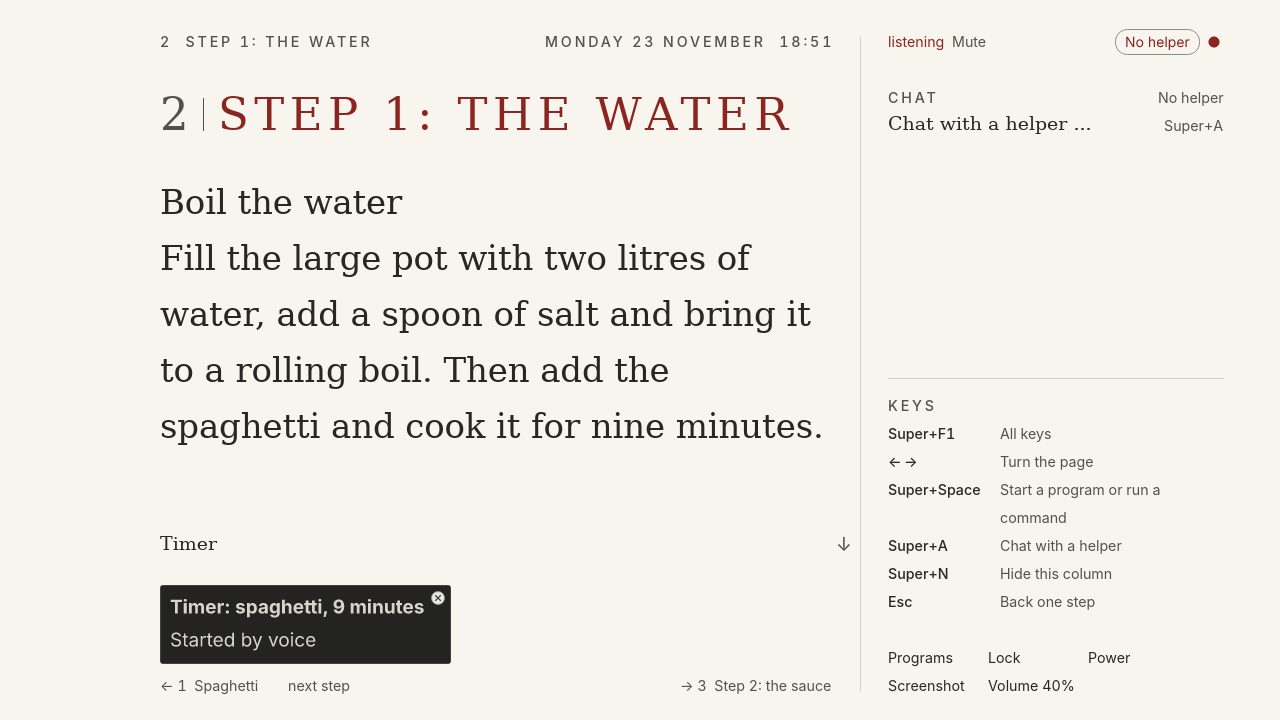 2 STEP 1: THE WATER
MONDAY 23 NOVEMBER 18:51
2 STEP 1: THE WATER
Boil the water
Fill the large pot with two litres of
water, add a spoon of salt and bring it
to a rolling boil. Then add the
spaghetti and cook it for nine minutes.
Timer ↓
Timer: spaghetti, 9 minutes
Started by voice
← 1 Spaghetti
next step
→ 3 Step 2: the sauce
listening Mute
No helper
CHAT No helper
Chat with a helper ... Super+A
KEYS
Super+F1 All keys
← → Turn the page
Super+Space Start a program or run a
command
Super+A Chat with a helper
Super+N Hide this column
Esc Back one step
Programs Lock Power
Screenshot Volume 40%